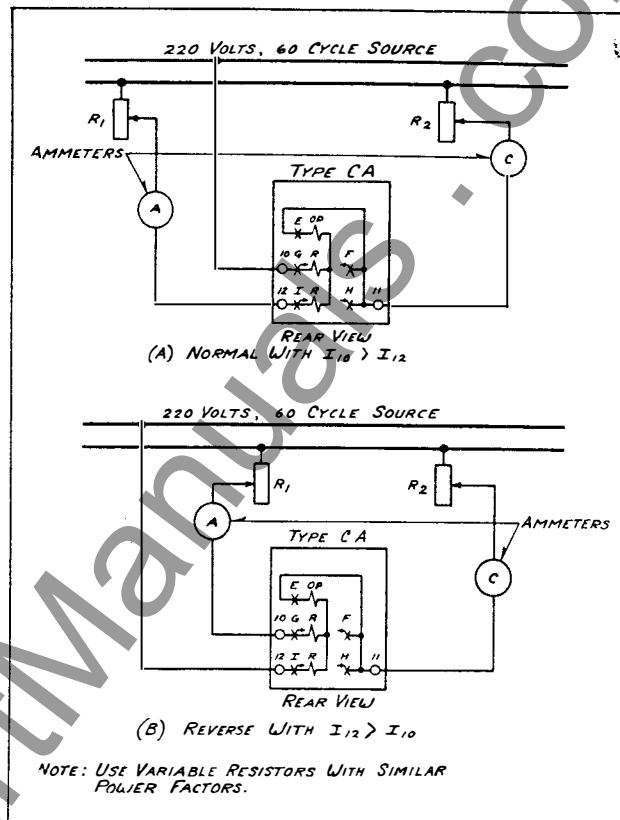 220 VOLTS, 60 CYCLE SOURCE
R1
R2
AMMETERS
C
A
TYPE CA
E OP
10 G R F
12 I R H 11
REAR VIEW
(A) NORMAL WITH I10 > I12
220 VOLTS, 60 CYCLE SOURCE
R1
R2
A
AMMETERS
TYPE CA
C
E OP
10 G R F
12 I R H 11
REAR VIEW
(B) REVERSE WITH I12 > I10
NOTE: USE VARIABLE RESISTORS WITH SIMILAR
POWER FACTORS.